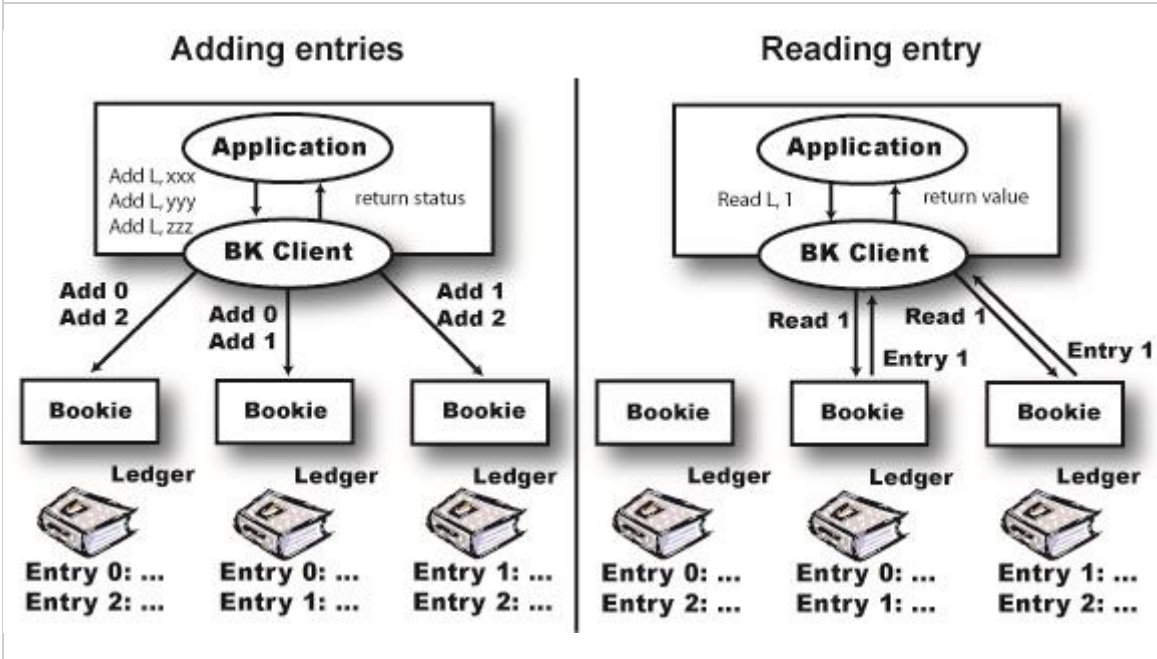 Adding entries
Application
Add L, xxx
Add L, yyy
Add L, zzz
return status
BK Client
Add 0
Add 2
Add 0
Add 1
Add 1
Add 2
Bookie
Bookie
Bookie
Ledger
Ledger
Ledger
Entry 0: ...
Entry 2: ...
Entry 0: ...
Entry 1: ...
Entry 1: ...
Entry 2: ...
Reading entry
Application
Read L, 1
return value
BK Client
Read 1
Entry 1
Read 1
Entry 1
Bookie
Bookie
Bookie
Ledger
Ledger
Ledger
Entry 0: ...
Entry 2: ...
Entry 0: ...
Entry 1: ...
Entry 1: ...
Entry 2: ...